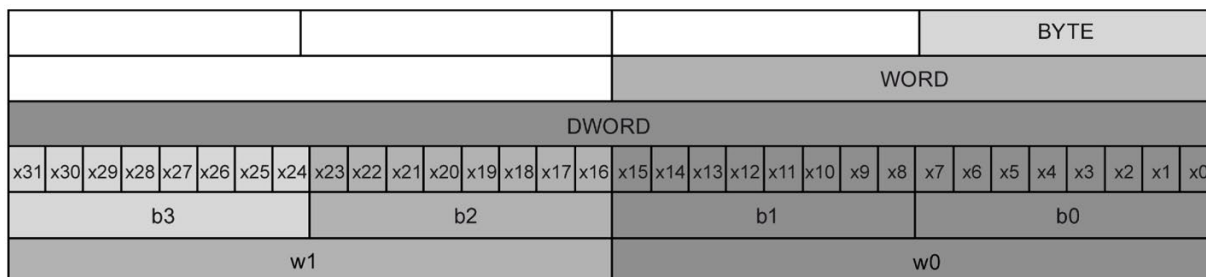 BYTE
WORD
DWORD
x31 x30 x29 x28 x27 x26 x25 x24 x23 x22 x21 x20 x19 x18 x17 x16 x15 x14 x13 x12 x11 x10 x9 x8 x7 x6 x5 x4 x3 x2 x1 x0
b3 b2 b1 b0
w1 w0